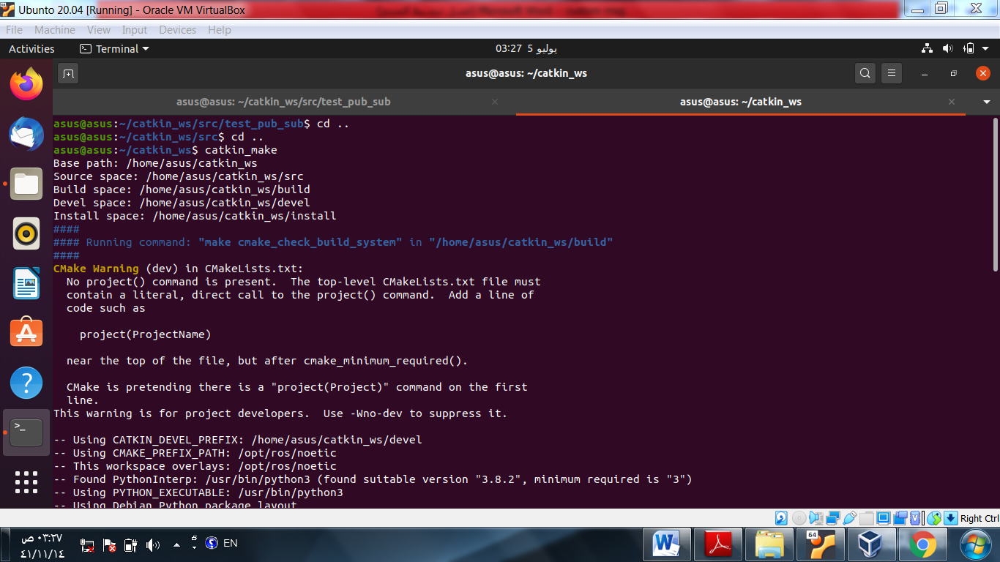 Ubunto 20.04 [Running] - Oracle VM VirtualBox
File Machine View Input Devices Help
Activities Terminal 03:27 5 يوليو
asus@asus: ~/catkin_ws
asus@asus: ~/catkin_ws/src/test_pub_sub asus@asus: ~/catkin_ws
asus@asus:~/catkin_ws/src/test_pub_sub$ cd ..
asus@asus:~/catkin_ws/src$ cd ..
asus@asus:~/catkin_ws$ catkin_make
Base path: /home/asus/catkin_ws
Source space: /home/asus/catkin_ws/src
Build space: /home/asus/catkin_ws/build
Devel space: /home/asus/catkin_ws/devel
Install space: /home/asus/catkin_ws/install
####
#### Running command: "make cmake_check_build_system" in "/home/asus/catkin_ws/build"
####
CMake Warning (dev) in CMakeLists.txt:
No project() command is present. The top-level CMakeLists.txt file must
contain a literal, direct call to the project() command. Add a line of
code such as
project(ProjectName)
near the top of the file, but after cmake_minimum_required().
CMake is pretending there is a "project(Project)" command on the first
line.
This warning is for project developers. Use -Wno-dev to suppress it.
-- Using CATKIN_DEVEL_PREFIX: /home/asus/catkin_ws/devel
-- Using CMAKE_PREFIX_PATH: /opt/ros/noetic
-- This workspace overlays: /opt/ros/noetic
-- Found PythonInterp: /usr/bin/python3 (found suitable version "3.8.2", minimum required is "3")
-- Using PYTHON_EXECUTABLE: /usr/bin/python3
-- Using Debian Python package layout
Right Ctrl
٠٣:٢٧ ص
٤١/١١/١٤
EN
64